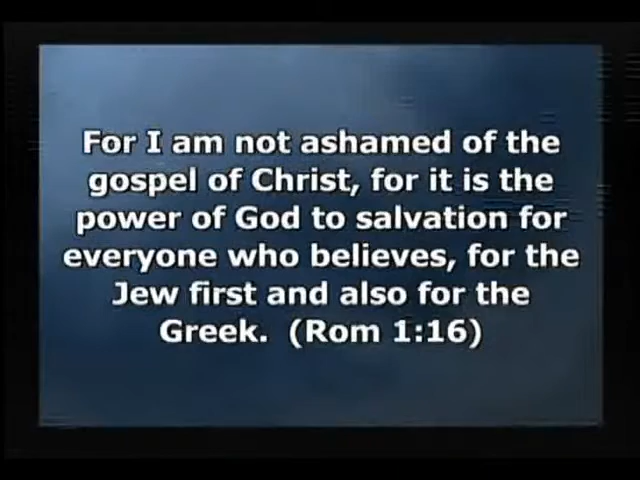 For I am not ashamed of the
gospel of Christ, for it is the
power of God to salvation for
everyone who believes, for the
Jew first and also for the
Greek.  (Rom 1:16)